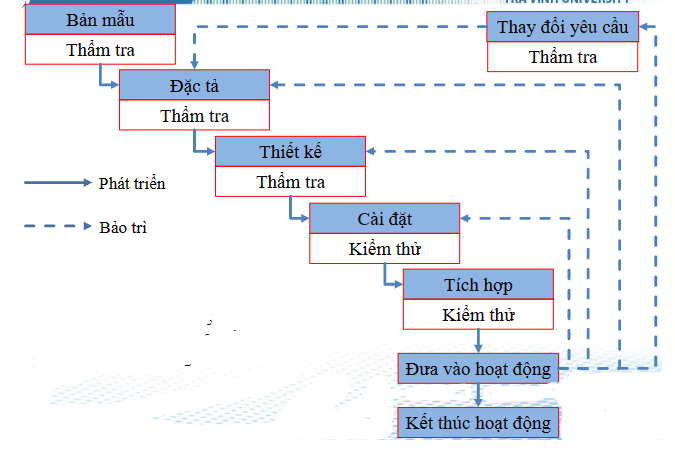 TRA VINH UNIVERSITY
Bản mẫu
Thẩm tra
Thay đổi yêu cầu
Thẩm tra
Đặc tả
Thẩm tra
Thiết kế
Thẩm tra
Phát triển
Bảo trì
Cài đặt
Kiểm thử
Tích hợp
Kiểm thử
Đưa vào hoạt động
Kết thúc hoạt động